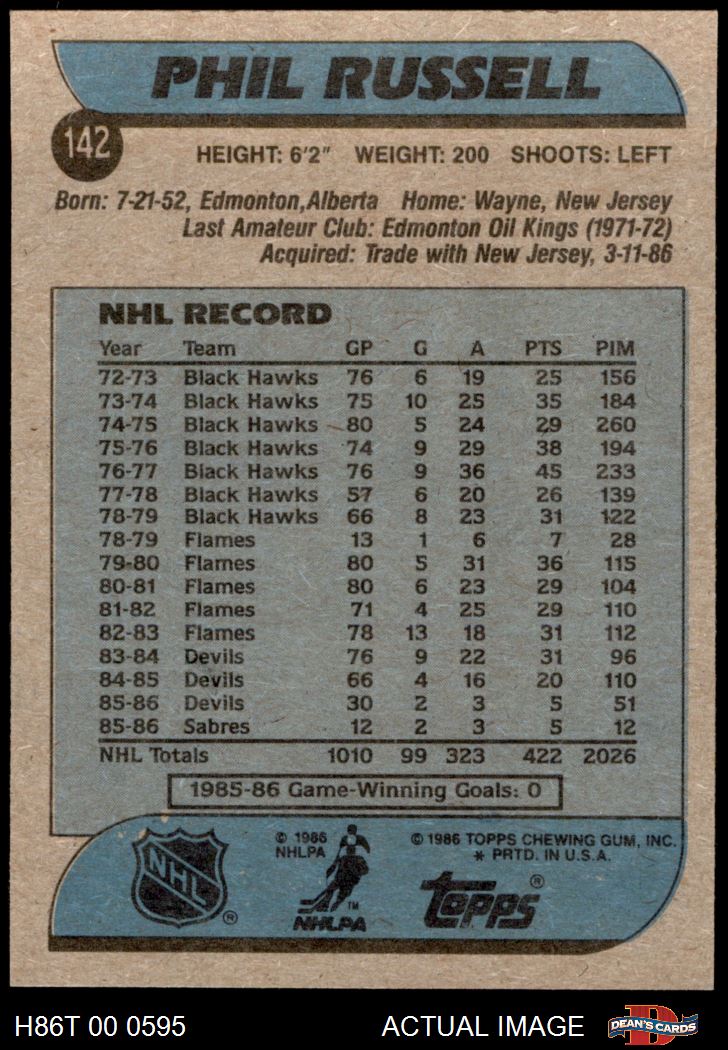 PHIL RUSSELL
142
HEIGHT: 6'2" WEIGHT: 200 SHOOTS: LEFT
Born: 7-21-52, Edmonton,Alberta Home: Wayne, New Jersey
Last Amateur Club: Edmonton Oil Kings (1971-72)
Acquired: Trade with New Jersey, 3-11-86
NHL RECORD
Year Team GP G A PTS PIM
72-73 Black Hawks 76 6 19 25 156
73-74 Black Hawks 75 10 25 35 184
74-75 Black Hawks 80 5 24 29 260
75-76 Black Hawks 74 9 29 38 194
76-77 Black Hawks 76 9 36 45 233
77-78 Black Hawks 57 6 20 26 139
78-79 Black Hawks 66 8 23 31 122
78-79 Flames 13 1 6 7 28
79-80 Flames 80 5 31 36 115
80-81 Flames 80 6 23 29 104
81-82 Flames 71 4 25 29 110
82-83 Flames 78 13 18 31 112
83-84 Devils 76 9 22 31 96
84-85 Devils 66 4 16 20 110
85-86 Devils 30 2 3 5 51
85-86 Sabres 12 2 3 5 12
NHL Totals 1010 99 323 422 2026
1985-86 Game-Winning Goals: 0
NHL ®
© 1986
NHLPA
TM
NHLPA
© 1986 TOPPS CHEWING GUM, INC.
* PRTD. IN U.S.A.
Topps ®
H86T 00 0595 ACTUAL IMAGE
D
DEAN'S CARDS